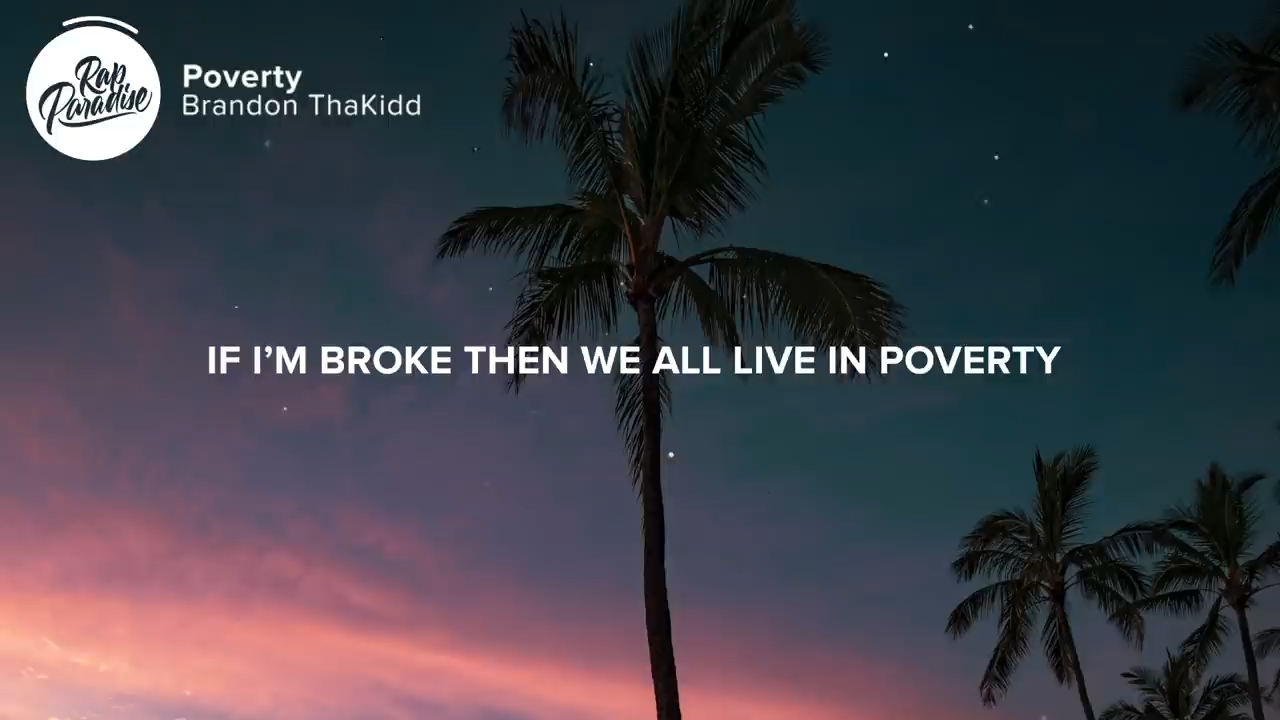 Rap
Paradise
Poverty
Brandon ThaKidd
IF I’M BROKE THEN WE ALL LIVE IN POVERTY